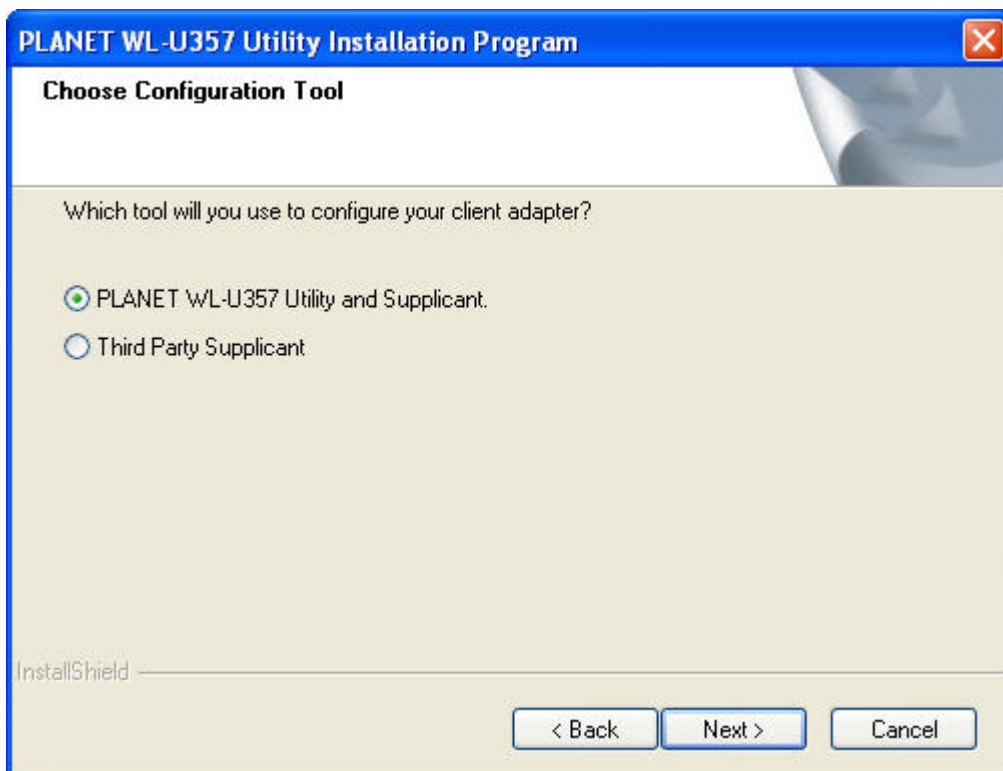 PLANET WL-U357 Utility Installation Program
Choose Configuration Tool
Which tool will you use to configure your client adapter?
PLANET WL-U357 Utility and Supplicant.
Third Party Supplicant
InstallShield
< Back
Next >
Cancel